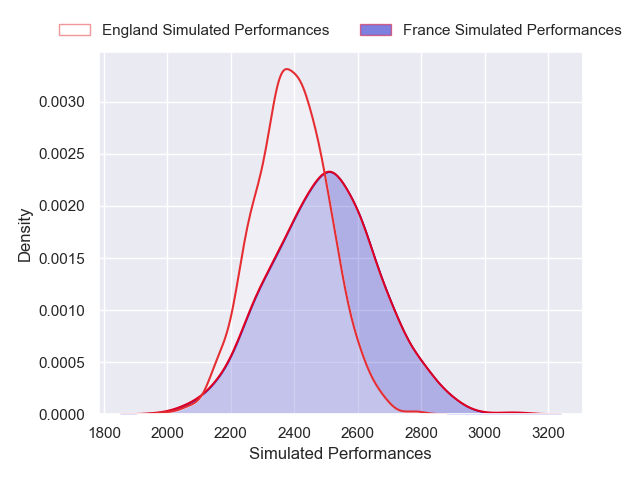 England Simulated Performances France Simulated Performances
0.0030
0.0025
0.0020
0.0015
0.0010
0.0005
0.0000
Density
1800 2000 2200 2400 2600 2800 3000 3200
Simulated Performances